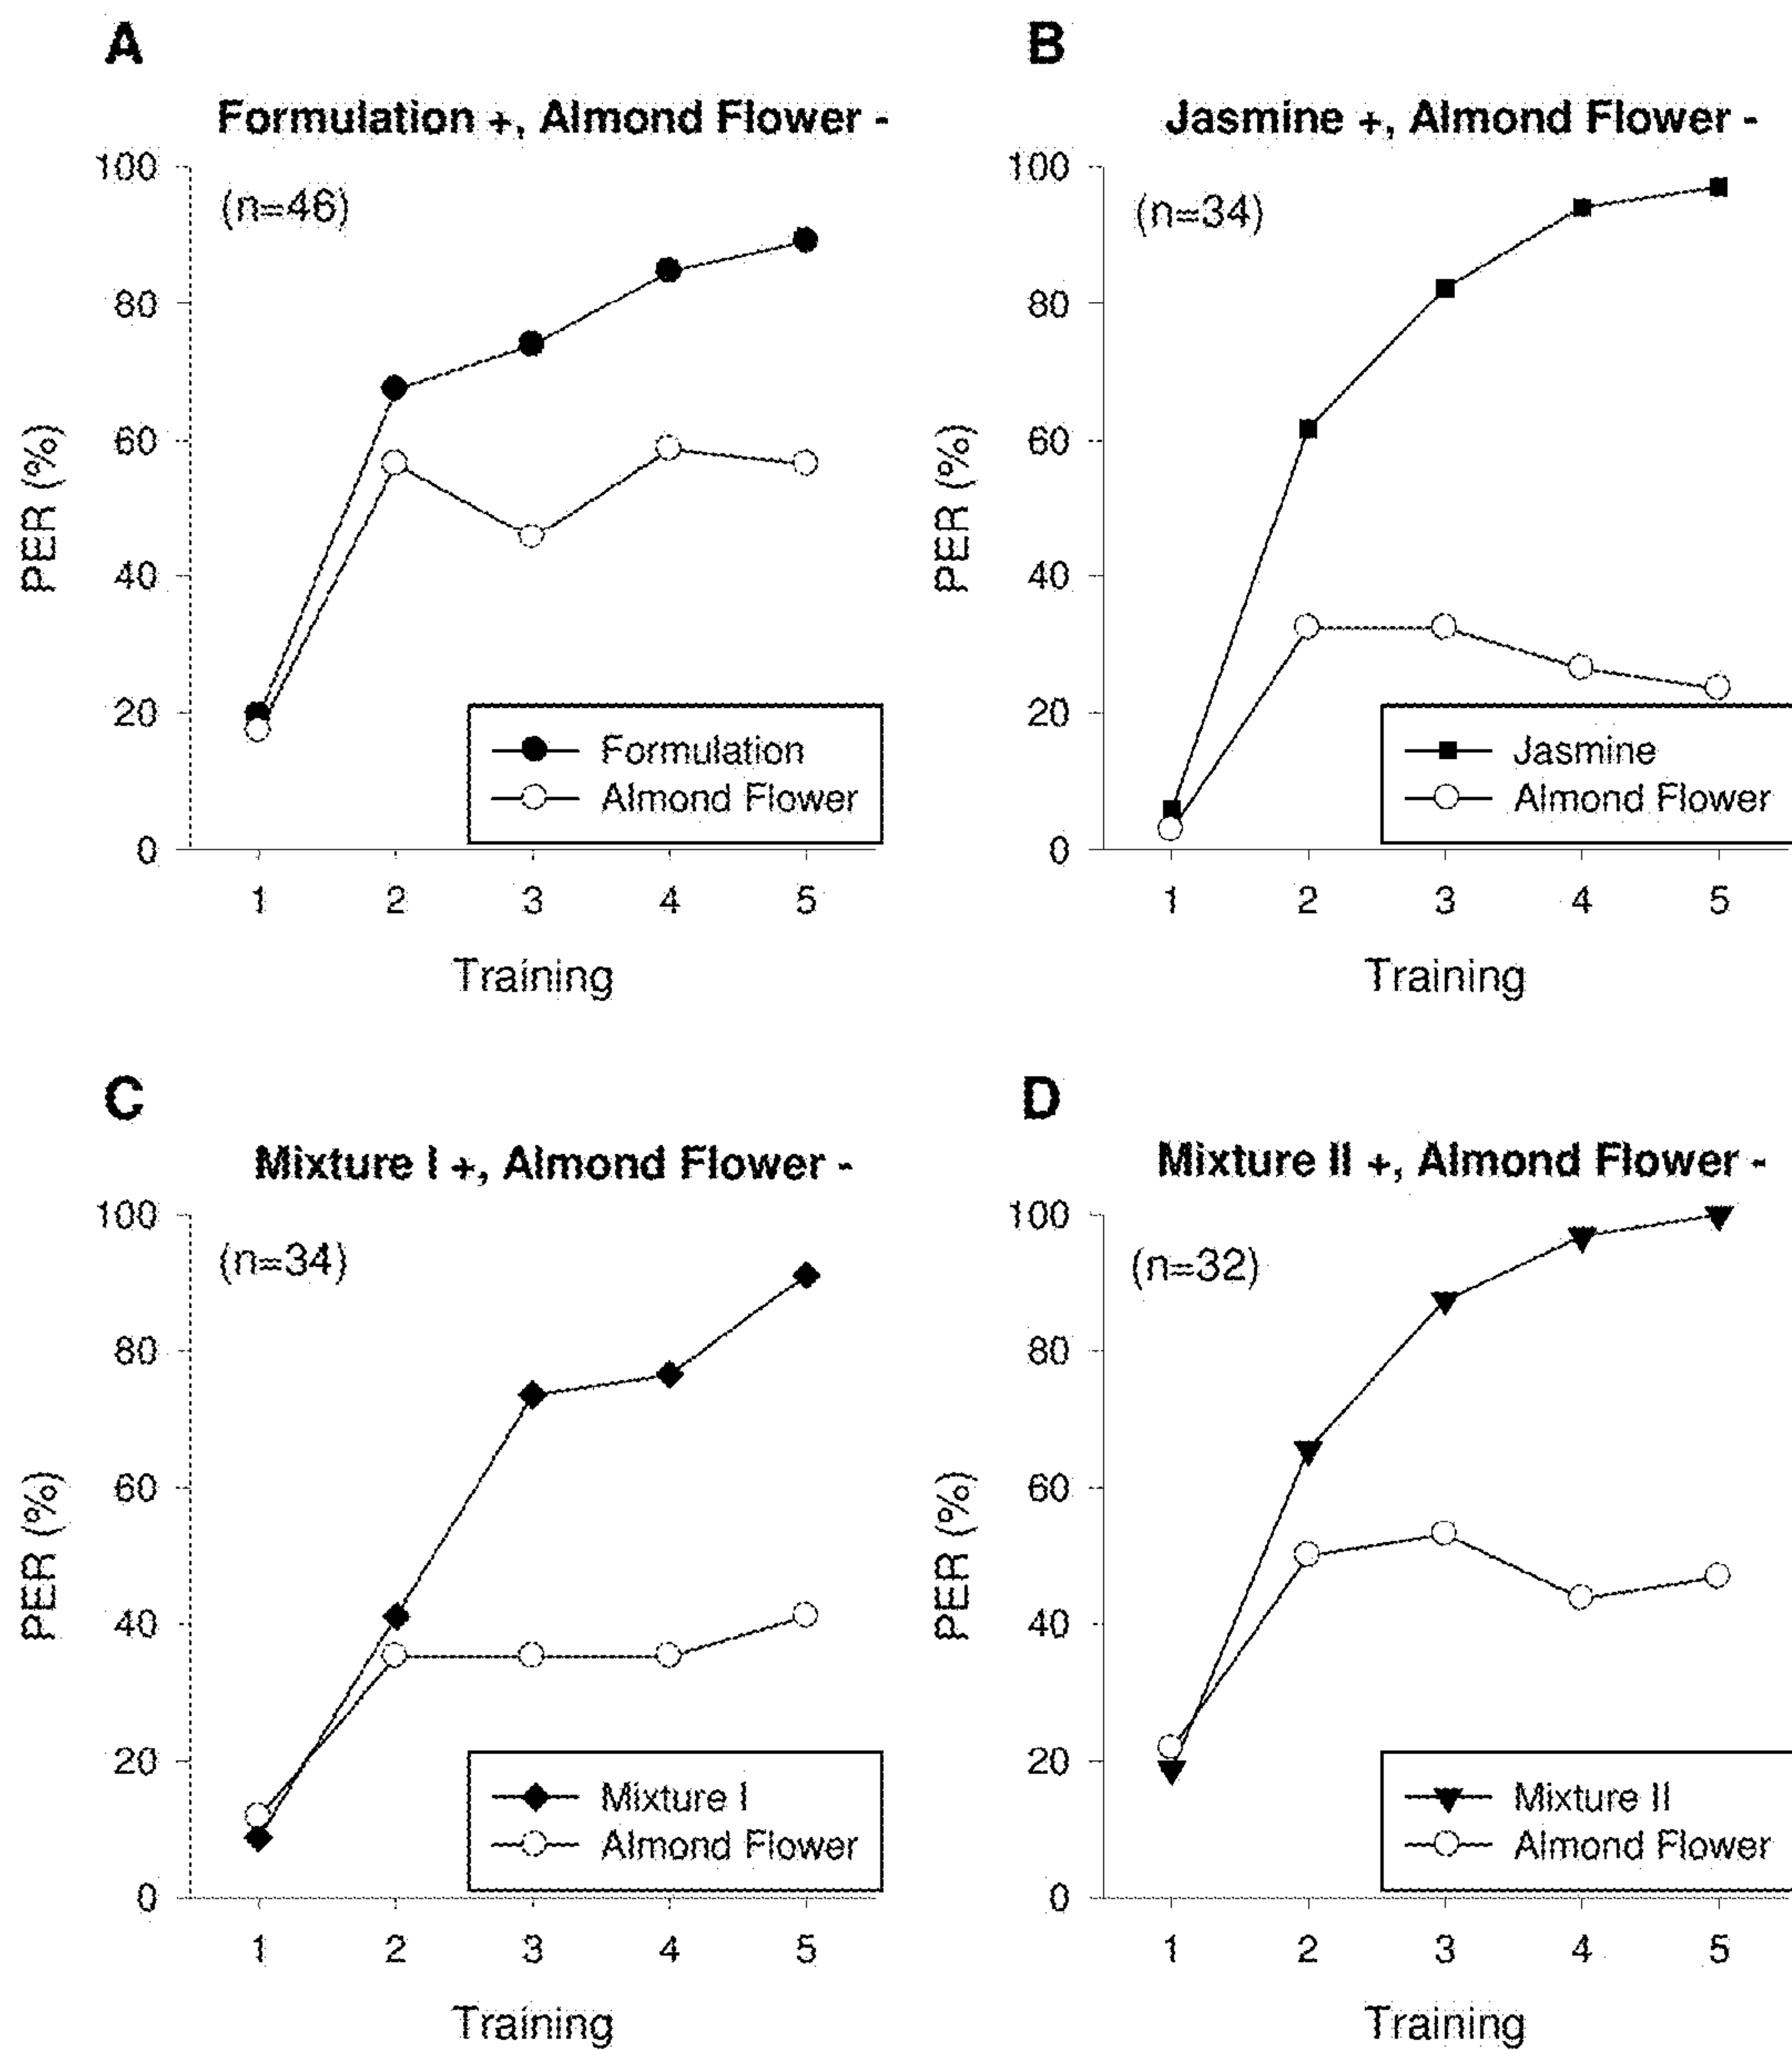 A
Formulation +, Almond Flower -
(n=46)
PER (%)
100
80
60
40
20
0
Formulation
Almond Flower
1 2 3 4 5
Training
B
Jasmine +, Almond Flower -
(n=34)
PER (%)
100
80
60
40
20
0
Jasmine
Almond Flower
1 2 3 4 5
Training
C
Mixture I +, Almond Flower -
(n=34)
PER (%)
100
80
60
40
20
0
Mixture I
Almond Flower
1 2 3 4 5
Training
D
Mixture II +, Almond Flower -
(n=32)
PER (%)
100
80
60
40
20
0
Mixture II
Almond Flower
1 2 3 4 5
Training